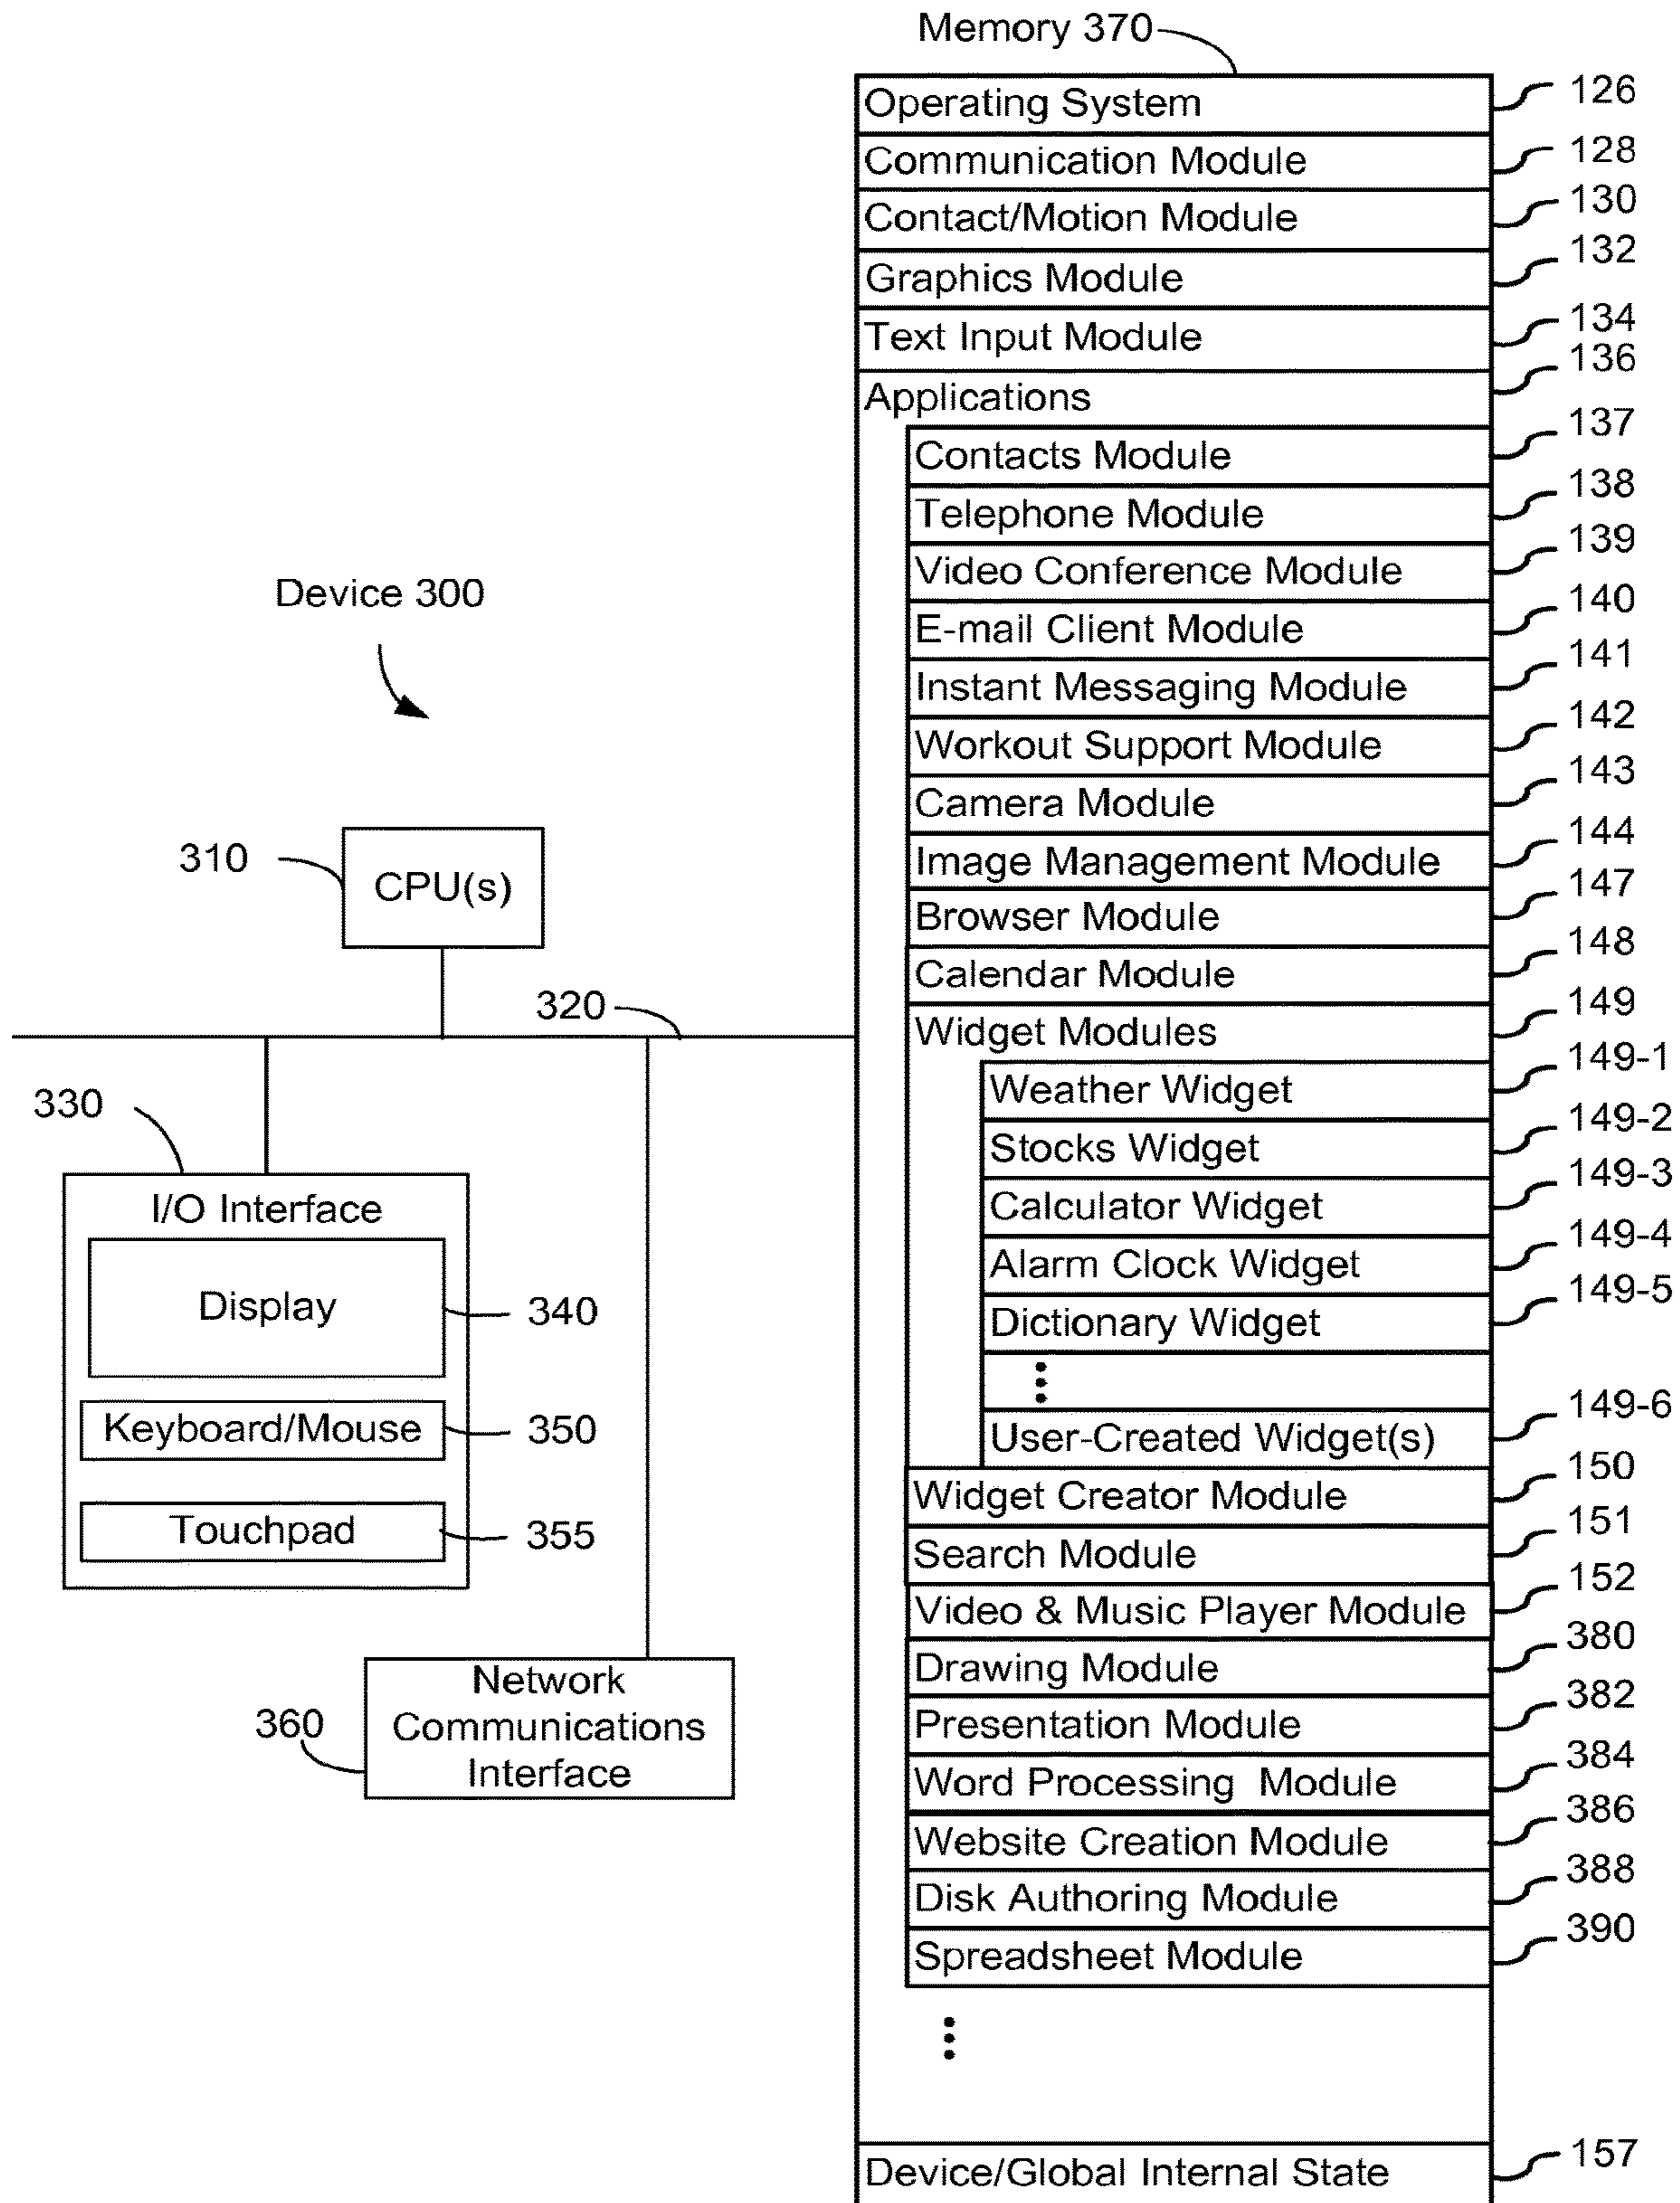 Memory 370
Operating System 126
Communication Module 128
Contact/Motion Module 130
Graphics Module 132
Text Input Module 134
Applications 136
Contacts Module 137
Telephone Module 138
Video Conference Module 139
E-mail Client Module 140
Instant Messaging Module 141
Workout Support Module 142
Camera Module 143
Image Management Module 144
Browser Module 147
Calendar Module 148
Widget Modules 149
Weather Widget 149-1
Stocks Widget 149-2
Calculator Widget 149-3
Alarm Clock Widget 149-4
Dictionary Widget 149-5
User-Created Widget(s) 149-6
Widget Creator Module 150
Search Module 151
Video & Music Player Module 152
Drawing Module 380
Presentation Module 382
Word Processing Module 384
Website Creation Module 386
Disk Authoring Module 388
Spreadsheet Module 390
Device/Global Internal State 157
Device 300
310
CPU(s)
320
330
I/O Interface
Display 340
Keyboard/Mouse 350
Touchpad 355
360
Network
Communications
Interface